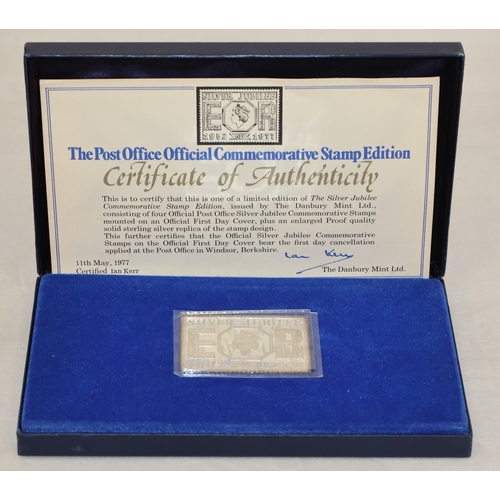 SILVER JUBILEE
E R
1952 1977
The Post Office Official Commemorative Stamp Edition
Certificate of Authenticity
This is to certify that this is one of a limited edition of The Silver Jubilee
Commemorative Stamp Edition, issued by The Danbury Mint Ltd.,
consisting of four Official Post Office Silver Jubilee Commemorative Stamps
mounted on an Official First Day Cover, plus an enlarged Proof quality
solid sterling silver replica of the stamp design.
This further certifies that the Official Silver Jubilee Commemorative
Stamps on the Official First Day Cover bear the first day cancellation
applied at the Post Office in Windsor, Berkshire.
Ian Kerr
11th May, 1977
Certified Ian Kerr The Danbury Mint Ltd.
SILVER JUBILEE
E R